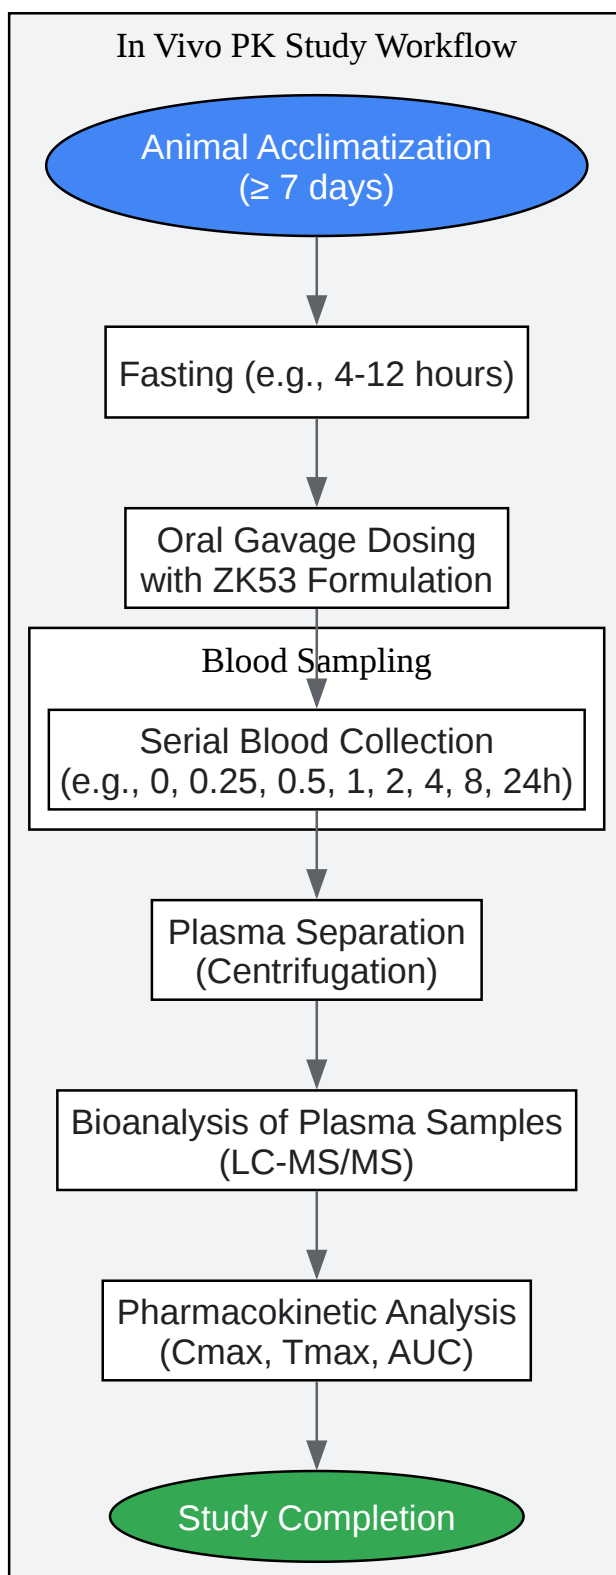 In Vivo PK Study Workflow
Animal Acclimatization
(≥ 7 days)
Fasting (e.g., 4-12 hours)
Oral Gavage Dosing
with ZK53 Formulation
Blood Sampling
Serial Blood Collection
(e.g., 0, 0.25, 0.5, 1, 2, 4, 8, 24h)
Plasma Separation
(Centrifugation)
Bioanalysis of Plasma Samples
(LC-MS/MS)
Pharmacokinetic Analysis
(Cmax, Tmax, AUC)
Study Completion